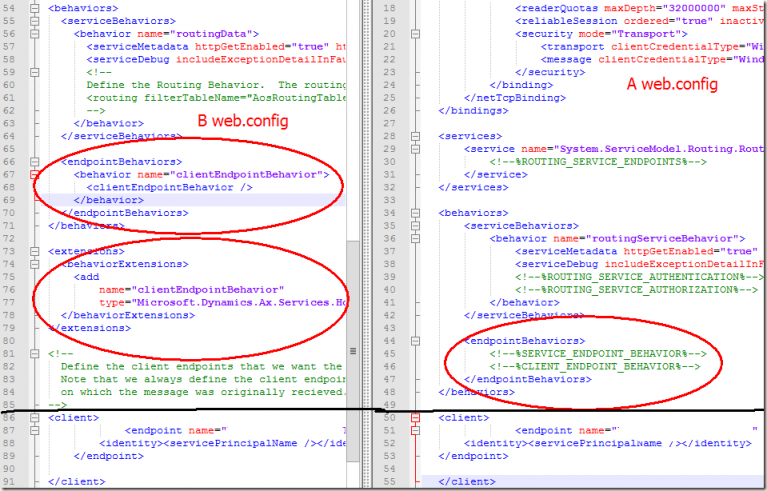 54 <behaviors>
55 <serviceBehaviors>
56 <behavior name="routingData">
57 <serviceMetadata httpGetEnabled="true"
58 <serviceDebug includeExceptionDetailInFau
59 <!--
60 Define the Routing Behavior. The routing
61 <routing filterTableName="AosRoutingTable
62 -->
63 </behavior>
64 </serviceBehaviors>
65
66 <endpointBehaviors>
67 <behavior name="clientEndpointBehavior">
68 <clientEndpointBehavior />
69 </behavior>
70 </endpointBehaviors>
71 </behaviors>
72
73 <extensions>
74 <behaviorExtensions>
75 <add
76 name="clientEndpointBehavior"
77 type="Microsoft.Dynamics.Ax.Services.Ho
78 </behaviorExtensions>
79 </extensions>
80
81 <!--
82 Define the client endpoints that we want the
83 Note that we always define the client endpoin
84 on which the message was originally recieved.
85 -->
86 <client>
87 <endpoint name="
88 <identity><servicePrincipalName /></ide
89 </endpoint>
90
91 </client>
B web.config
18 <readerQuotas maxDepth="32000000" maxSt
19 <reliableSession ordered="true" inactiv
20 <security mode="Transport">
21 <transport clientCredentialType="Wi
22 <message clientCredentialType="Wind
23 </security>
24 </binding>
25 </netTcpBinding>
26 </bindings>
27
28 <services>
29 <service name="System.ServiceModel.Routing.Rout
30 <!--%ROUTING_SERVICE_ENDPOINTS%-->
31 </service>
32 </services>
33
34 <behaviors>
35 <serviceBehaviors>
36 <behavior name="routingServiceBehavior">
37 <serviceMetadata httpGetEnabled="true"
38 <serviceDebug includeExceptionDetailInF
39 <!--%ROUTING_SERVICE_AUTHENTICATION%-->
40 <!--%ROUTING_SERVICE_AUTHORIZATION%-->
41 </behavior>
42 </serviceBehaviors>
43
44 <endpointBehaviors>
45 <!--%SERVICE_ENDPOINT_BEHAVIOR%-->
46 <!--%CLIENT_ENDPOINT_BEHAVIOR%-->
47 </endpointBehaviors>
48 </behaviors>
49
50 <client>
51 <endpoint name="
52 <identity><servicePrincipalName /></identity>
53 </endpoint>
54
55 </client>
A web.config